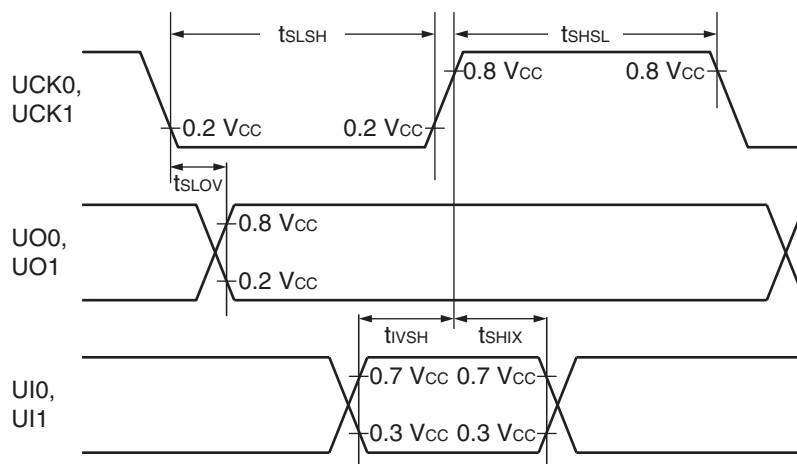 tSLSH tSHSL
UCK0,
UCK1
0.8 VCC 0.8 VCC
0.2 VCC 0.2 VCC
tSLOV
UO0,
UO1
0.8 VCC
0.2 VCC
tIVSH tSHIX
UI0,
UI1
0.7 VCC 0.7 VCC
0.3 VCC 0.3 VCC